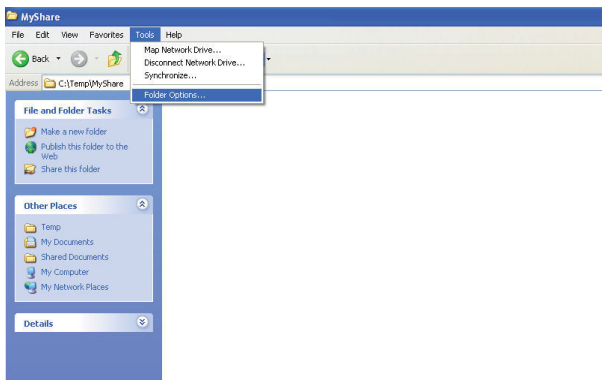 MyShare
File Edit View Favorites Tools Help
Back
Map Network Drive...
Disconnect Network Drive...
Synchronize...
Folder Options...
Address C:\Temp\MyShare
File and Folder Tasks
Make a new folder
Publish this folder to the
Web
Share this folder
Other Places
Temp
My Documents
Shared Documents
My Computer
My Network Places
Details